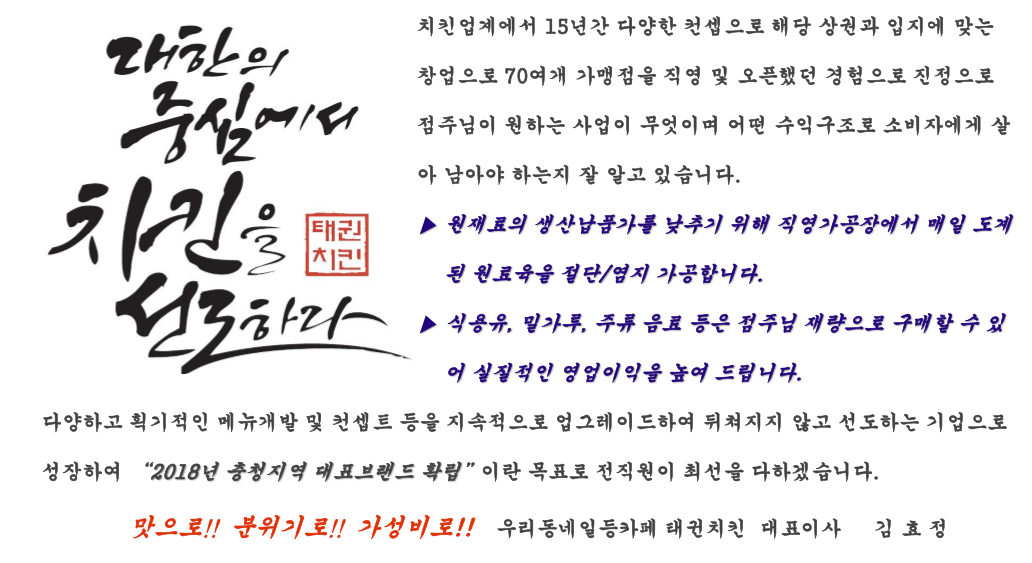 대한의
중심에서
치킨을
태권
치킨
선도하다
치킨업계에서 15년간 다양한 컨셉으로 해당 상권과 입지에 맞는
창업으로 70여개 가맹점을 직영 및 오픈했던 경험으로 진정으로
점주님이 원하는 사업이 무엇이며 어떤 수익구조로 소비자에게 살
아 남아야 하는지 잘 알고 있습니다.
▶ 원재료의 생산납품가를 낮추기 위해 직영가공장에서 매일 도계
된 원료육을 절단/염지 가공합니다.
▶ 식용유, 밀가루, 주류 음료 등은 점주님 재량으로 구매할 수 있
어 실질적인 영업이익을 높여 드립니다.
다양하고 획기적인 메뉴개발 및 컨셉트 등을 지속적으로 업그레이드하여 뒤쳐지지 않고 선도하는 기업으로
성장하여 “2018년 충청지역 대표브랜드 확립” 이란 목표로 전직원이 최선을 다하겠습니다.
맛으로!! 분위기로!! 가성비로!! 우리동네일등카페 태권치킨 대표이사 김 효 정